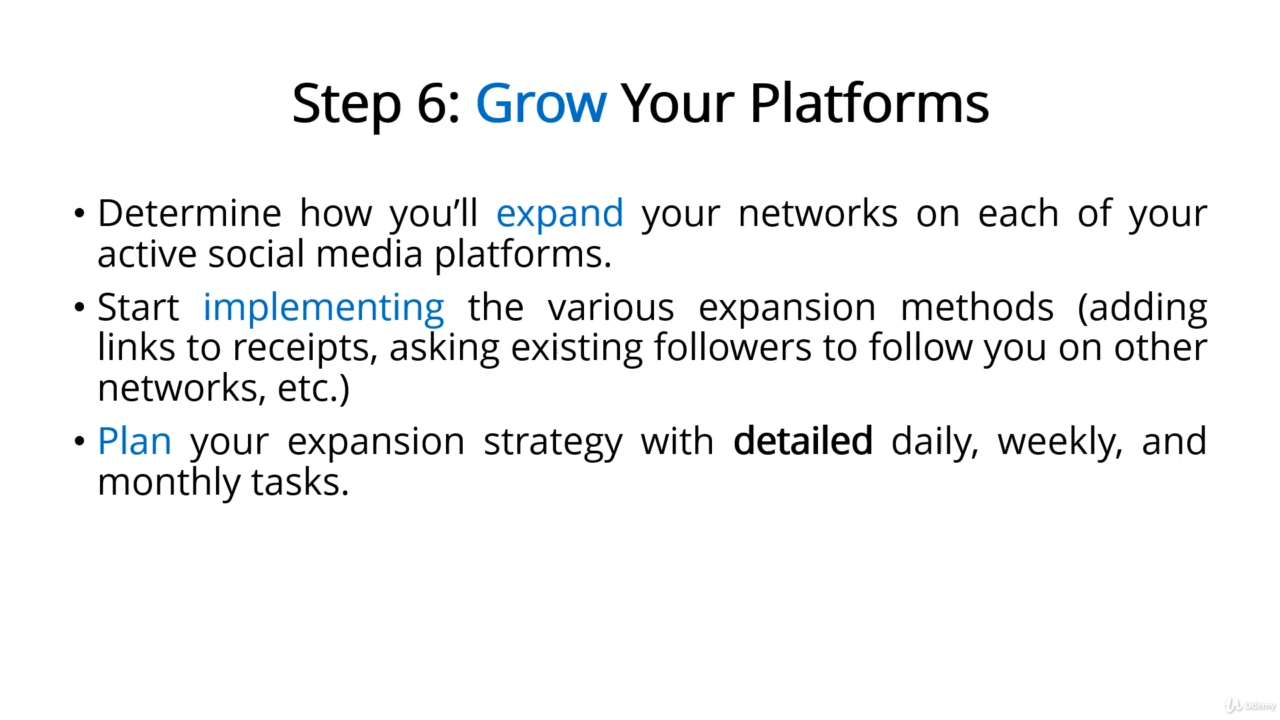 Step 6: Grow Your Platforms
• Determine how you’ll expand your networks on each of your
active social media platforms.
• Start implementing the various expansion methods (adding
links to receipts, asking existing followers to follow you on other
networks, etc.)
• Plan your expansion strategy with detailed daily, weekly, and
monthly tasks.
Udemy